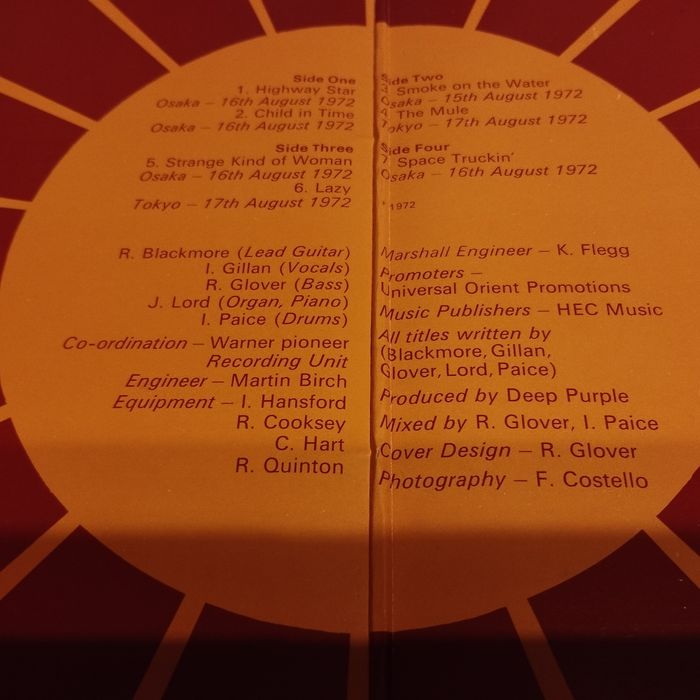 Side One
1. Highway Star
Osaka – 16th August 1972
2. Child in Time
Osaka – 16th August 1972
Side Three
5. Strange Kind of Woman
Osaka – 16th August 1972
6. Lazy
Tokyo – 17th August 1972
R. Blackmore (Lead Guitar)
I. Gillan (Vocals)
R. Glover (Bass)
J. Lord (Organ, Piano)
I. Paice (Drums)
Co-ordination – Warner pioneer
Recording Unit
Engineer – Martin Birch
Equipment – I. Hansford
R. Cooksey
C. Hart
R. Quinton
Side Two
3. Smoke on the Water
Osaka – 15th August 1972
4. The Mule
Tokyo – 17th August 1972
Side Four
7. Space Truckin'
Osaka – 16th August 1972
1972
Marshall Engineer – K. Flegg
Promoters –
Universal Orient Promotions
Music Publishers – HEC Music
All titles written by
(Blackmore, Gillan,
Glover, Lord, Paice)
Produced by Deep Purple
Mixed by R. Glover, I. Paice
Cover Design – R. Glover
Photography – F. Costello